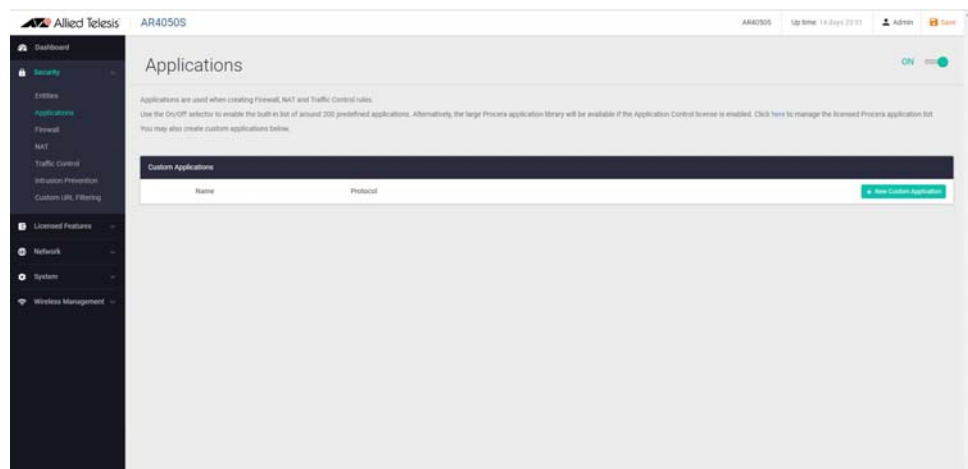 Allied Telesis
AR4050S
AR4050S
Up time: 14 days 23:31
Admin
Save
Dashboard
Security
Entities
Applications
Firewall
NAT
Traffic Control
Intrusion Prevention
Custom URL Filtering
Licensed Features
Network
System
Wireless Management
Applications
ON
Applications are used when creating Firewall, NAT and Traffic Control rules.
Use the On/Off selector to enable the built-in list of around 200 predefined applications. Alternatively, the large Procera application library will be available if the Application Control license is enabled. Click here to manage the licensed Procera application list.
You may also create custom applications below.
Custom Applications
Name
Protocol
+ New Custom Application